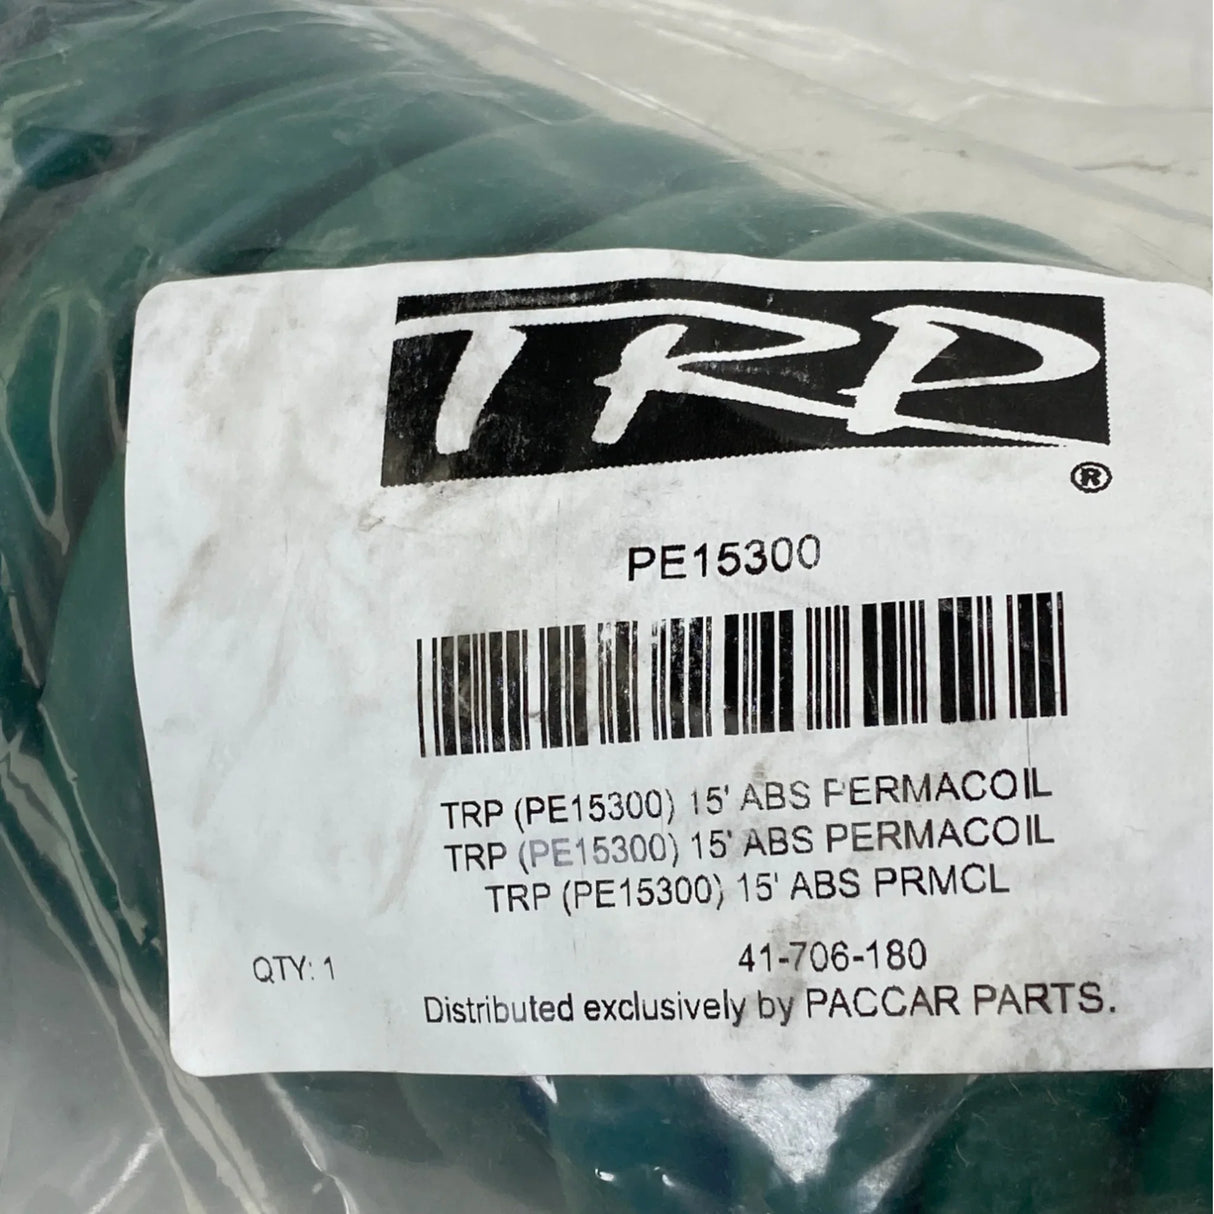 TRP
®
PE15300
TRP (PE15300) 15' ABS PERMACOIL
TRP (PE15300) 15' ABS PERMACOIL
TRP (PE15300) 15' ABS PRMCL
QTY: 1
41-706-180
Distributed exclusively by PACCAR PARTS.